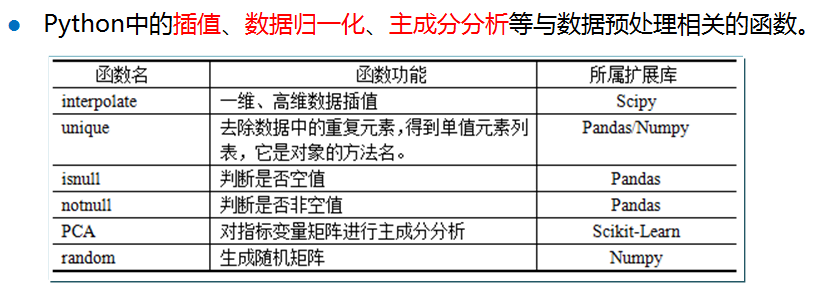 Python中的插值、数据归一化、主成分分析等与数据预处理相关的函数。
函数名 函数功能 所属扩展库
interpolate 一维、高维数据插值 Scipy
unique 去除数据中的重复元素,得到单值元素列 Pandas/Numpy
表，它是对象的方法名。
isnull 判断是否空值 Pandas
notnull 判断是否非空值 Pandas
PCA 对指标变量矩阵进行主成分分析 Scikit-Learn
random 生成随机矩阵 Numpy